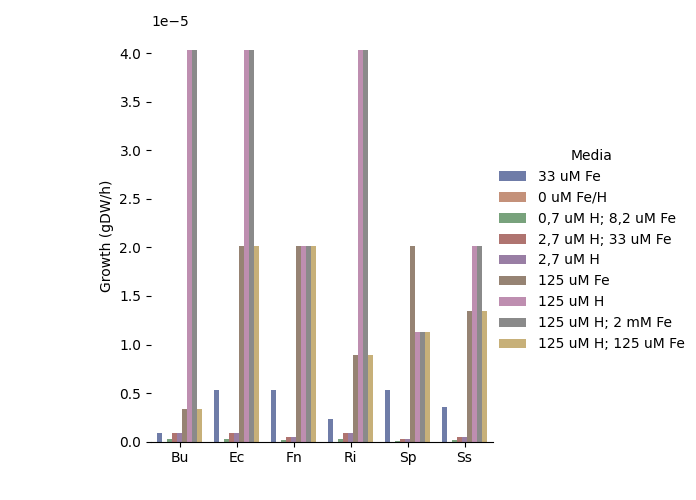 1e−5
4.0
3.5
3.0
2.5
2.0
1.5
1.0
0.5
0.0
Growth (gDW/h)
Bu Ec Fn Ri Sp Ss
Media
33 uM Fe
0 uM Fe/H
0,7 uM H; 8,2 uM Fe
2,7 uM H; 33 uM Fe
2,7 uM H
125 uM Fe
125 uM H
125 uM H; 2 mM Fe
125 uM H; 125 uM Fe